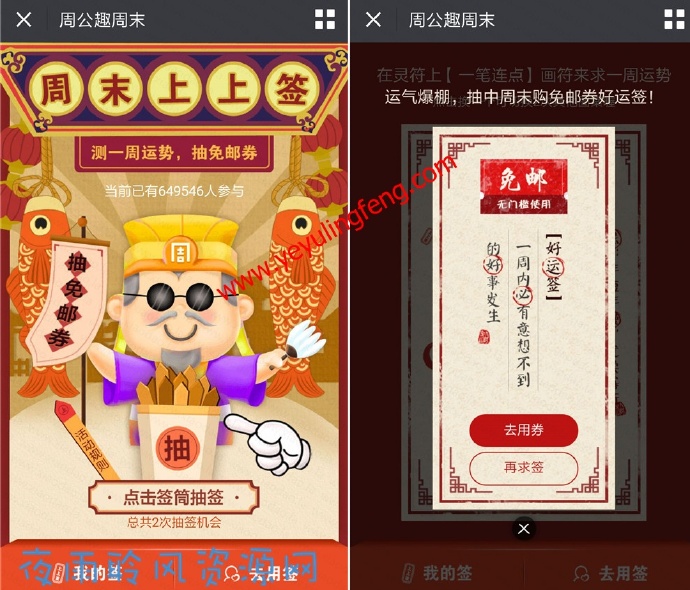 周公趣周末
周末上上签
测一周运势，抽免邮券
当前已有649546人参与
抽免邮券
周
抽
活动规则
点击签筒抽签
总共2次抽签机会
我的签
去用签
夜雨聆风资源网
www.yeyulingfeng.com
周公趣周末
在灵符上【一笔连点】画符来求一周运势
运气爆棚，抽中周末购免邮券好运签！
免邮
无门槛使用
【好运签】
一周内必有意想不到
的好事发生
去用券
再求签
我的签
去用签